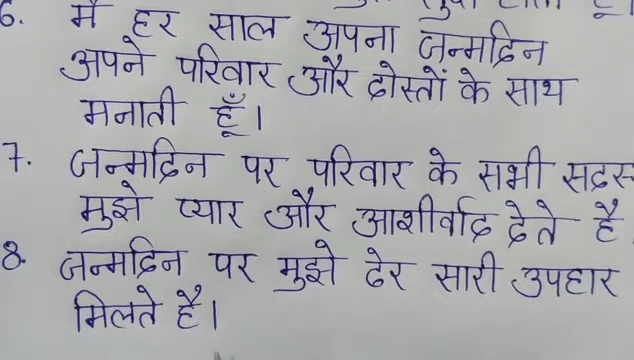 6. मैं हर साल अपना जन्मदिन
अपने परिवार और दोस्तों के साथ
मनाती हूँ।
7. जन्मदिन पर परिवार के सभी सदस
मुझे प्यार और आशीर्वाद देते है
8. जन्मदिन पर मुझे ढेर सारी उपहार
मिलते है।